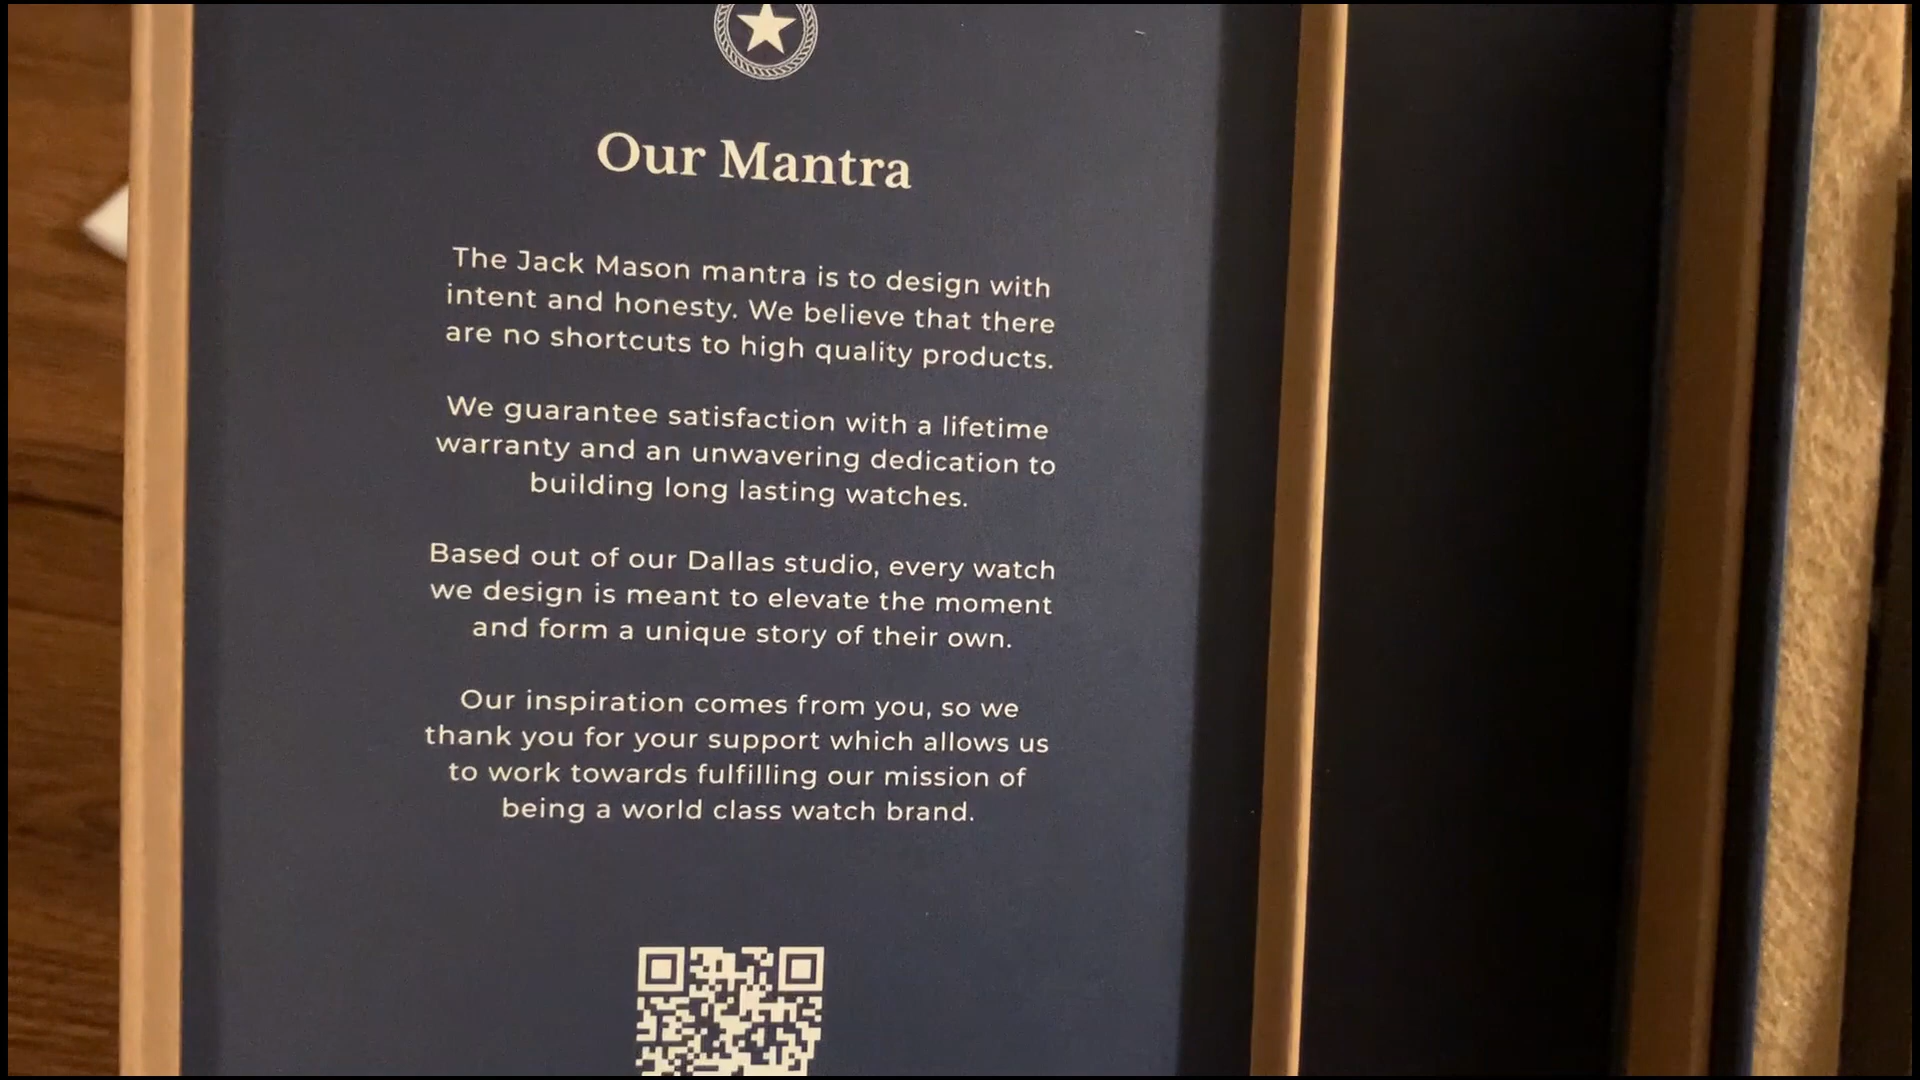 Our Mantra
The Jack Mason mantra is to design with
intent and honesty. We believe that there
are no shortcuts to high quality products.
We guarantee satisfaction with a lifetime
warranty and an unwavering dedication to
building long lasting watches.
Based out of our Dallas studio, every watch
we design is meant to elevate the moment
and form a unique story of their own.
Our inspiration comes from you, so we
thank you for your support which allows us
to work towards fulfilling our mission of
being a world class watch brand.